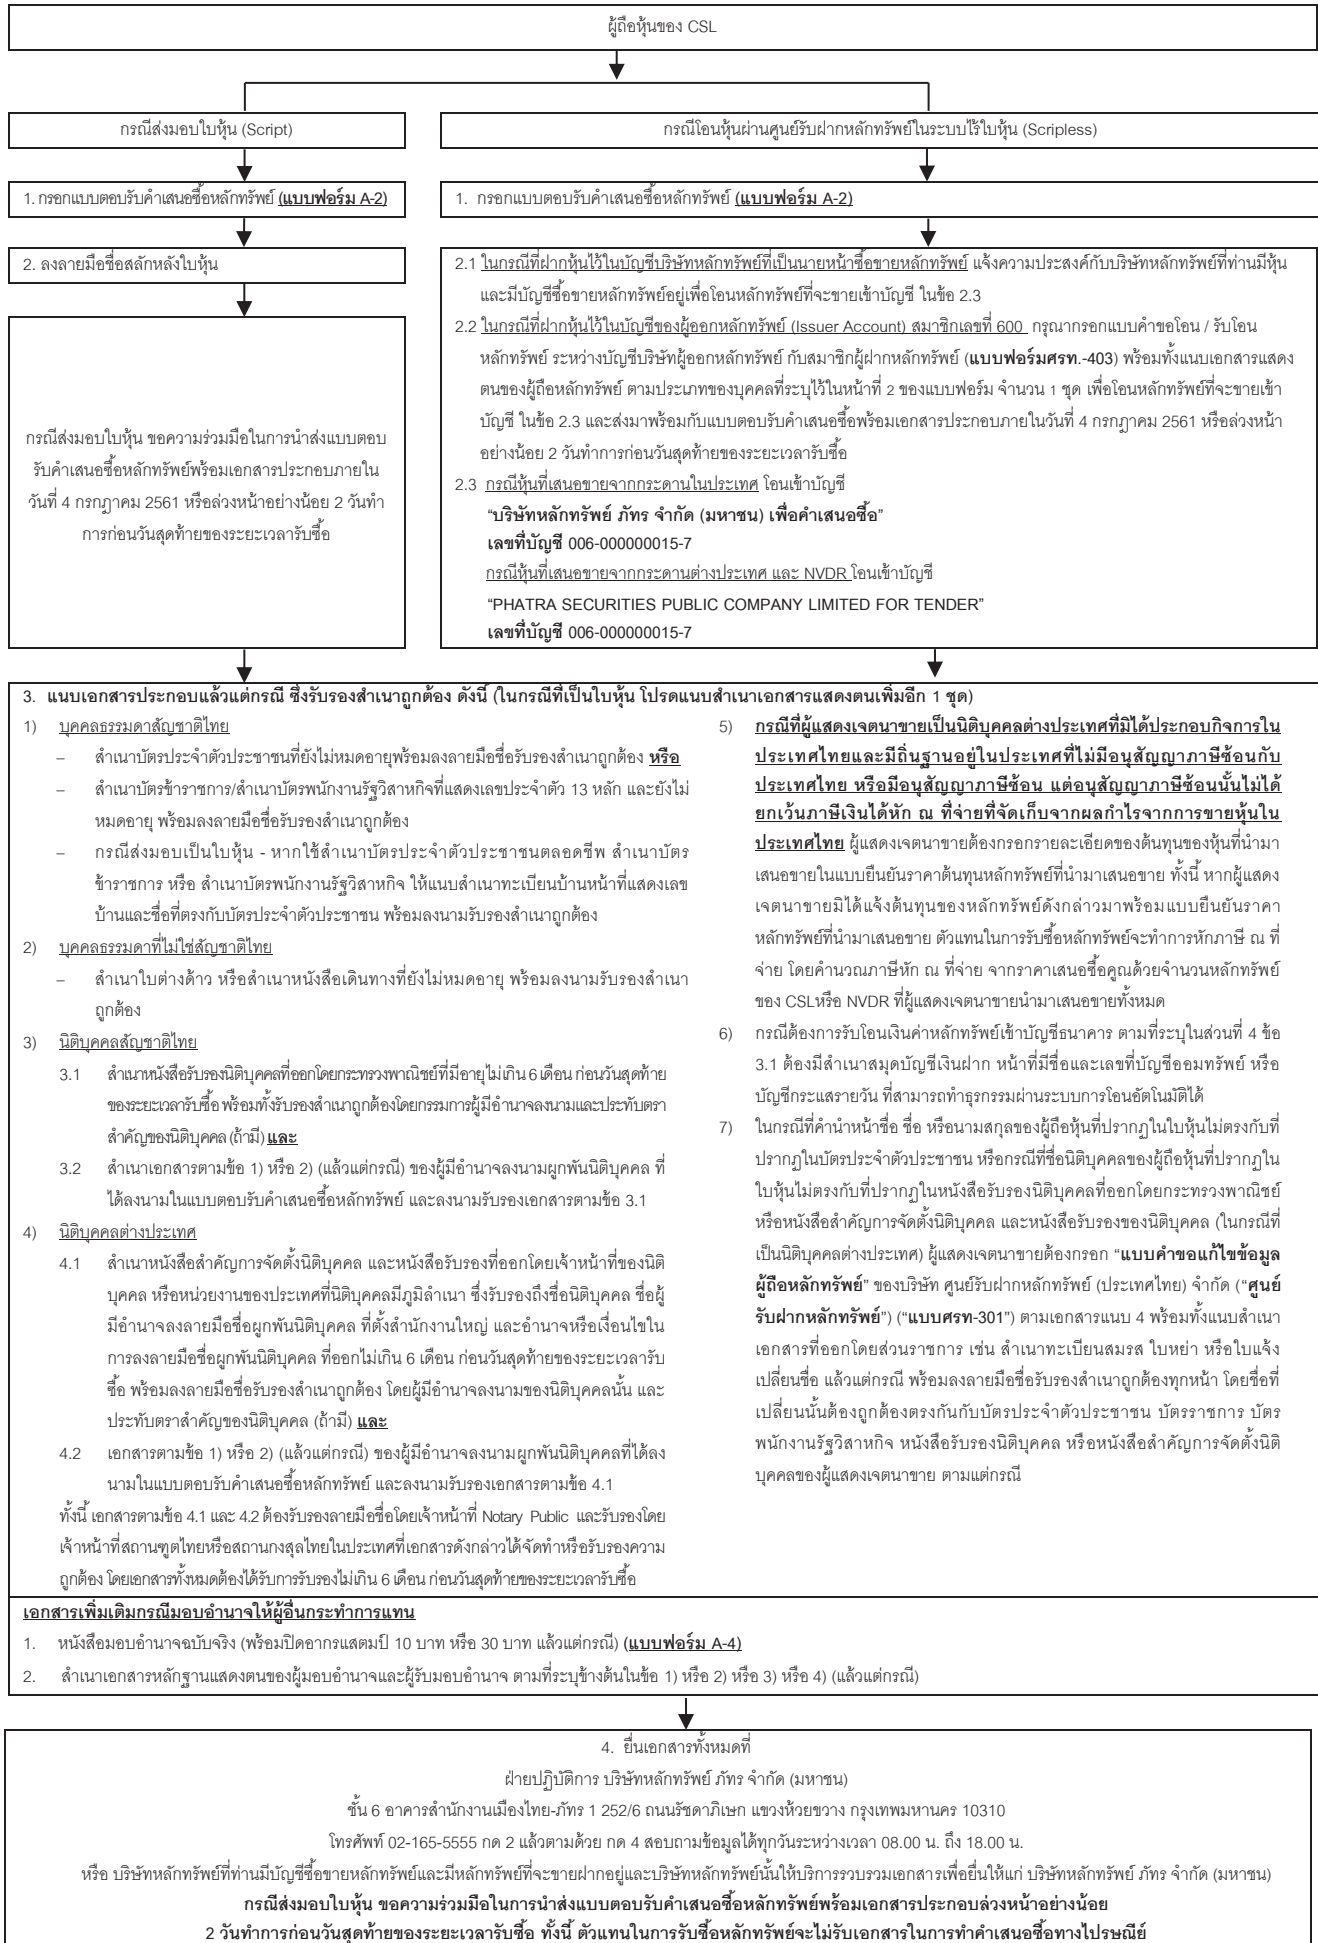 ผู้ถือหุ้นของ CSL
กรณีส่งมอบใบหุ้น (Script)
1. กรอกแบบตอบรับคำเสนอซื้อหลักทรัพย์ (แบบฟอร์ม A-2)
2. ลงลายมือชื่อสลักหลังใบหุ้น
กรณีส่งมอบใบหุ้น ขอความร่วมมือในการนำส่งแบบตอบ
รับคำเสนอซื้อหลักทรัพย์พร้อมเอกสารประกอบภายใน
วันที่ 4 กรกฎาคม 2561 หรือล่วงหน้าอย่างน้อย 2 วันทำ
การก่อนวันสุดท้ายของระยะเวลารับซื้อ
กรณีโอนหุ้นผ่านศูนย์รับฝากหลักทรัพย์ในระบบไร้ใบหุ้น (Scripless)
1. กรอกแบบตอบรับคำเสนอซื้อหลักทรัพย์ (แบบฟอร์ม A-2)
2.1 ในกรณีที่ฝากหุ้นไว้ในบัญชีบริษัทหลักทรัพย์ที่เป็นนายหน้าซื้อขายหลักทรัพย์ แจ้งความประสงค์กับบริษัทหลักทรัพย์ที่ท่านมีหุ้น
และมีบัญชีซื้อขายหลักทรัพย์อยู่เพื่อโอนหลักทรัพย์ที่จะขายเข้าบัญชี ในข้อ 2.3
2.2 ในกรณีที่ฝากหุ้นไว้ในบัญชีของผู้ออกหลักทรัพย์ (Issuer Account) สมาชิกเลขที่ 600 กรุณากรอกแบบคำขอโอน / รับโอน
หลักทรัพย์ ระหว่างบัญชีบริษัทผู้ออกหลักทรัพย์ กับสมาชิกผู้ฝากหลักทรัพย์ (แบบฟอร์มศรท.-403) พร้อมทั้งแนบเอกสารแสดง
ตนของผู้ถือหลักทรัพย์ ตามประเภทของบุคคลที่ระบุไว้ในหน้าที่ 2 ของแบบฟอร์ม จำนวน 1 ชุด เพื่อโอนหลักทรัพย์ที่จะขายเข้า
บัญชี ในข้อ 2.3 และส่งมาพร้อมกับแบบตอบรับคำเสนอซื้อพร้อมเอกสารประกอบภายในวันที่ 4 กรกฎาคม 2561 หรือล่วงหน้า
อย่างน้อย 2 วันทำการก่อนวันสุดท้ายของระยะเวลารับซื้อ
2.3 กรณีหุ้นที่เสนอขายจากกระดานในประเทศ โอนเข้าบัญชี
“บริษัทหลักทรัพย์ ภัทร จำกัด (มหาชน) เพื่อคำเสนอซื้อ”
เลขที่บัญชี 006-000000015-7
กรณีหุ้นที่เสนอขายจากกระดานต่างประเทศ และ NVDR โอนเข้าบัญชี
“PHATRA SECURITIES PUBLIC COMPANY LIMITED FOR TENDER”
เลขที่บัญชี 006-000000015-7
3. แนบเอกสารประกอบแล้วแต่กรณี ซึ่งรับรองสำเนาถูกต้อง ดังนี้ (ในกรณีที่เป็นใบหุ้น โปรดแนบสำเนาเอกสารแสดงตนเพิ่มอีก 1 ชุด)
1) บุคคลธรรมดาสัญชาติไทย
– สำเนาบัตรประจำตัวประชาชนที่ยังไม่หมดอายุพร้อมลงลายมือชื่อรับรองสำเนาถูกต้อง หรือ
– สำเนาบัตรข้าราชการ/สำเนาบัตรพนักงานรัฐวิสาหกิจที่แสดงเลขประจำตัว 13 หลัก และยังไม่
หมดอายุ พร้อมลงลายมือชื่อรับรองสำเนาถูกต้อง
– กรณีส่งมอบเป็นใบหุ้น - หากใช้สำเนาบัตรประจำตัวประชาชนตลอดชีพ สำเนาบัตร
ข้าราชการ หรือ สำเนาบัตรพนักงานรัฐวิสาหกิจ ให้แนบสำเนาทะเบียนบ้านหน้าที่แสดงเลข
บ้านและชื่อที่ตรงกับบัตรประจำตัวประชาชน พร้อมลงนามรับรองสำเนาถูกต้อง
2) บุคคลธรรมดาที่ไม่ใช่สัญชาติไทย
– สำเนาใบต่างด้าว หรือสำเนาหนังสือเดินทางที่ยังไม่หมดอายุ พร้อมลงนามรับรองสำเนา
ถูกต้อง
3) นิติบุคคลสัญชาติไทย
3.1 สำเนาหนังสือรับรองนิติบุคคลที่ออกโดยกระทรวงพาณิชย์ที่มีอายุไม่เกิน 6 เดือน ก่อนวันสุดท้าย
ของระยะเวลารับซื้อ พร้อมทั้งรับรองสำเนาถูกต้องโดยกรรมการผู้มีอำนาจลงนามและประทับตรา
สำคัญของนิติบุคคล (ถ้ามี) และ
3.2 สำเนาเอกสารตามข้อ 1) หรือ 2) (แล้วแต่กรณี) ของผู้มีอำนาจลงนามผูกพันนิติบุคคล ที่
ได้ลงนามในแบบตอบรับคำเสนอซื้อหลักทรัพย์ และลงนามรับรองเอกสารตามข้อ 3.1
4) นิติบุคคลต่างประเทศ
4.1 สำเนาหนังสือสำคัญการจัดตั้งนิติบุคคล และหนังสือรับรองที่ออกโดยเจ้าหน้าที่ของนิติ
บุคคล หรือหน่วยงานของประเทศที่นิติบุคคลมีภูมิลำเนา ซึ่งรับรองถึงชื่อนิติบุคคล ชื่อผู้
มีอำนาจลงลายมือชื่อผูกพันนิติบุคคล ที่ตั้งสำนักงานใหญ่ และอำนาจหรือเงื่อนไขใน
การลงลายมือชื่อผูกพันนิติบุคคล ที่ออกไม่เกิน 6 เดือน ก่อนวันสุดท้ายของระยะเวลารับ
ซื้อ พร้อมลงลายมือชื่อรับรองสำเนาถูกต้อง โดยผู้มีอำนาจลงนามของนิติบุคคลนั้น และ
ประทับตราสำคัญของนิติบุคคล (ถ้ามี) และ
4.2 เอกสารตามข้อ 1) หรือ 2) (แล้วแต่กรณี) ของผู้มีอำนาจลงนามผูกพันนิติบุคคลที่ได้ลง
นามในแบบตอบรับคำเสนอซื้อหลักทรัพย์ และลงนามรับรองเอกสารตามข้อ 4.1
ทั้งนี้ เอกสารตามข้อ 4.1 และ 4.2 ต้องรับรองลายมือชื่อโดยเจ้าหน้าที่ Notary Public และรับรองโดย
เจ้าหน้าที่สถานฑูตไทยหรือสถานกงสุลไทยในประเทศที่เอกสารดังกล่าวได้จัดทำหรือรับรองความ
ถูกต้อง โดยเอกสารทั้งหมดต้องได้รับการรับรองไม่เกิน 6 เดือน ก่อนวันสุดท้ายของระยะเวลารับซื้อ
5) กรณีที่ผู้แสดงเจตนาขายเป็นนิติบุคคลต่างประเทศที่มิได้ประกอบกิจการใน
ประเทศไทยและมีถิ่นฐานอยู่ในประเทศที่ไม่มีอนุสัญญาภาษีซ้อนกับ
ประเทศไทย หรือมีอนุสัญญาภาษีซ้อน แต่อนุสัญญาภาษีซ้อนนั้นไม่ได้
ยกเว้นภาษีเงินได้หัก ณ ที่จ่ายที่จัดเก็บจากผลกำไรจากการขายหุ้นใน
ประเทศไทย ผู้แสดงเจตนาขายต้องกรอกรายละเอียดของต้นทุนของหุ้นที่นำมา
เสนอขายในแบบยืนยันราคาต้นทุนหลักทรัพย์ที่นำมาเสนอขาย ทั้งนี้ หากผู้แสดง
เจตนาขายมิได้แจ้งต้นทุนของหลักทรัพย์ดังกล่าวมาพร้อมแบบยืนยันราคา
หลักทรัพย์ที่นำมาเสนอขาย ตัวแทนในการรับซื้อหลักทรัพย์จะทำการหักภาษี ณ ที่
จ่าย โดยคำนวณภาษีหัก ณ ที่จ่าย จากราคาเสนอซื้อคูณด้วยจำนวนหลักทรัพย์
ของ CSLหรือ NVDR ที่ผู้แสดงเจตนาขายนำมาเสนอขายทั้งหมด
6) กรณีต้องการรับโอนเงินค่าหลักทรัพย์เข้าบัญชีธนาคาร ตามที่ระบุในส่วนที่ 4 ข้อ
3.1 ต้องมีสำเนาสมุดบัญชีเงินฝาก หน้าที่มีชื่อและเลขที่บัญชีออมทรัพย์ หรือ
บัญชีกระแสรายวัน ที่สามารถทำธุรกรรมผ่านระบบการโอนอัตโนมัติได้
7) ในกรณีที่คำนำหน้าชื่อ ชื่อ หรือนามสกุลของผู้ถือหุ้นที่ปรากฏในใบหุ้นไม่ตรงกับที่
ปรากฏในบัตรประจำตัวประชาชน หรือกรณีที่ชื่อนิติบุคคลของผู้ถือหุ้นที่ปรากฏใน
ใบหุ้นไม่ตรงกับที่ปรากฏในหนังสือรับรองนิติบุคคลที่ออกโดยกระทรวงพาณิชย์
หรือหนังสือสำคัญการจัดตั้งนิติบุคคล และหนังสือรับรองของนิติบุคคล (ในกรณีที่
เป็นนิติบุคคลต่างประเทศ) ผู้แสดงเจตนาขายต้องกรอก “แบบคำขอแก้ไขข้อมูล
ผู้ถือหลักทรัพย์” ของบริษัท ศูนย์รับฝากหลักทรัพย์ (ประเทศไทย) จำกัด (“ศูนย์
รับฝากหลักทรัพย์”) (“แบบศรท-301”) ตามเอกสารแนบ 4 พร้อมทั้งแนบสำเนา
เอกสารที่ออกโดยส่วนราชการ เช่น สำเนาทะเบียนสมรส ใบหย่า หรือใบแจ้ง
เปลี่ยนชื่อ แล้วแต่กรณี พร้อมลงลายมือชื่อรับรองสำเนาถูกต้องทุกหน้า โดยชื่อที่
เปลี่ยนนั้นต้องถูกต้องตรงกันกับบัตรประจำตัวประชาชน บัตรราชการ บัตร
พนักงานรัฐวิสาหกิจ หนังสือรับรองนิติบุคคล หรือหนังสือสำคัญการจัดตั้งนิติ
บุคคลของผู้แสดงเจตนาขาย ตามแต่กรณี
เอกสารเพิ่มเติมกรณีมอบอำนาจให้ผู้อื่นกระทำการแทน
1. หนังสือมอบอำนาจฉบับจริง (พร้อมปิดอากรแสตมป์ 10 บาท หรือ 30 บาท แล้วแต่กรณี) (แบบฟอร์ม A-4)
2. สำเนาเอกสารหลักฐานแสดงตนของผู้มอบอำนาจและผู้รับมอบอำนาจ ตามที่ระบุข้างต้นในข้อ 1) หรือ 2) หรือ 3) หรือ 4) (แล้วแต่กรณี)
4. ยื่นเอกสารทั้งหมดที่
ฝ่ายปฏิบัติการ บริษัทหลักทรัพย์ ภัทร จำกัด (มหาชน)
ชั้น 6 อาคารสำนักงานเมืองไทย-ภัทร 1 252/6 ถนนรัชดาภิเษก แขวงห้วยขวาง กรุงเทพมหานคร 10310
โทรศัพท์ 02-165-5555 กด 2 แล้วตามด้วย กด 4 สอบถามข้อมูลได้ทุกวันระหว่างเวลา 08.00 น. ถึง 18.00 น.
หรือ บริษัทหลักทรัพย์ที่ท่านมีบัญชีซื้อขายหลักทรัพย์และมีหลักทรัพย์ที่จะขายฝากอยู่และบริษัทหลักทรัพย์นั้นให้บริการรวบรวมเอกสารเพื่อยื่นให้แก่ บริษัทหลักทรัพย์ ภัทร จำกัด (มหาชน)
กรณีส่งมอบใบหุ้น ขอความร่วมมือในการนำส่งแบบตอบรับคำเสนอซื้อหลักทรัพย์พร้อมเอกสารประกอบล่วงหน้าอย่างน้อย
2 วันทำการก่อนวันสุดท้ายของระยะเวลารับซื้อ ทั้งนี้ ตัวแทนในการรับซื้อหลักทรัพย์จะไม่รับเอกสารในการทำคำเสนอซื้อทางไปรษณีย์